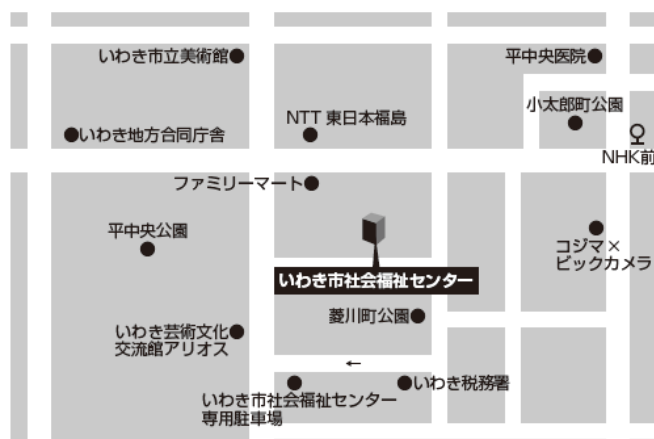 いわき市立美術館
平中央医院
小太郎町公園
NTT 東日本福島
いわき地方合同庁舎
NHK前
ファミリーマート
平中央公園
コジマ×
ビックカメラ
いわき市社会福祉センター
菱川町公園
いわき芸術文化
交流館アリオス
←
いわき税務署
いわき市社会福祉センター
専用駐車場